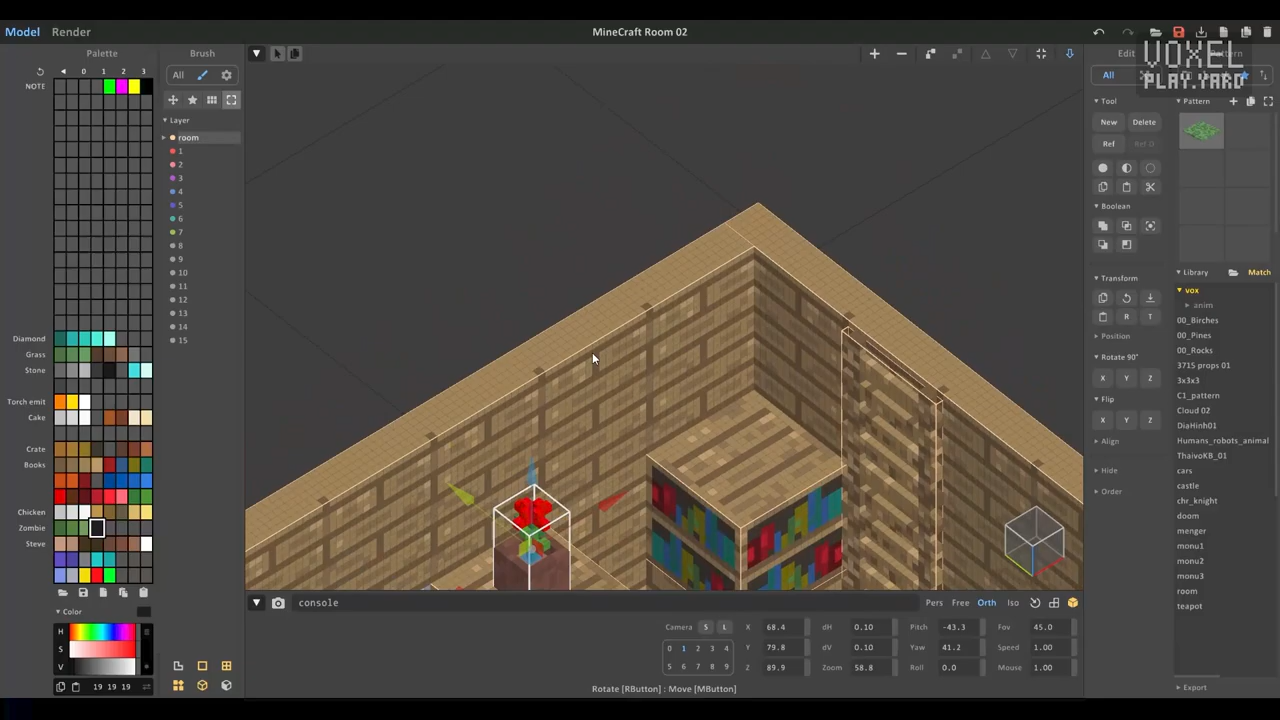 Model Render MineCraft Room 02
Palette Brush Edit Pattern
VOXEL
PLAY.YARD
0 1 2 3 All All
NOTE
Layer Tool Pattern
New Delete
room Ref Ref D
1
2
3
4
5
6 Boolean
7
8
9
10 Library Match
11 Transform vox
12 anim
13 R T 00_Birches
14 Position 00_Pines
15 00_Rocks
Diamond
Grass Rotate 90° 3715 props 01
Stone X Y Z 3x3x3
Torch emit Flip C1_pattern
Cake X Y Z Cloud 02
Crate Align DiaHinh01
Books Hide Humans_robots_animal
Order ThaivoKB_01
Chicken cars
Zombie castle
Steve chr_knight
doom
menger
monu1
monu2
monu3
room
teapot
console Pers Free Orth Iso
Color
H
S
V
19 19 19
Camera S L X 68.4 dH 0.10 Pitch -43.3 Fov 45.0
0 1 2 3 4 Y 79.8 dV 0.10 Yaw 41.2 Speed 1.00
5 6 7 8 9 Z 89.9 Zoom 58.8 Roll 0.0 Mouse 1.00
Rotate [RButton] : Move [MButton] Export